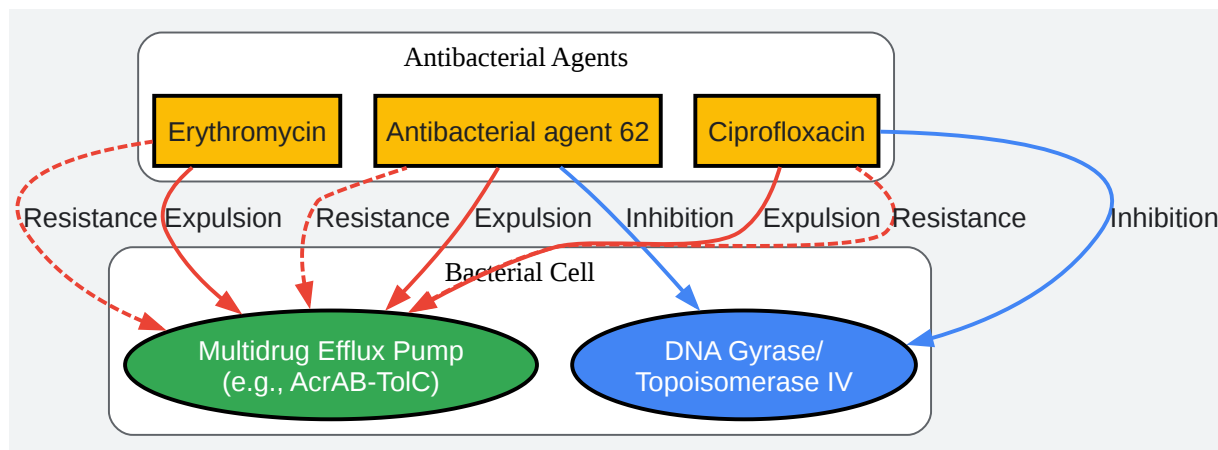 Antibacterial Agents
Erythromycin
Antibacterial agent 62
Ciprofloxacin
Resistance
Expulsion
Resistance
Expulsion
Inhibition
Expulsion
Resistance
Inhibition
Bacterial Cell
Multidrug Efflux Pump
(e.g., AcrAB-TolC)
DNA Gyrase/
Topoisomerase IV